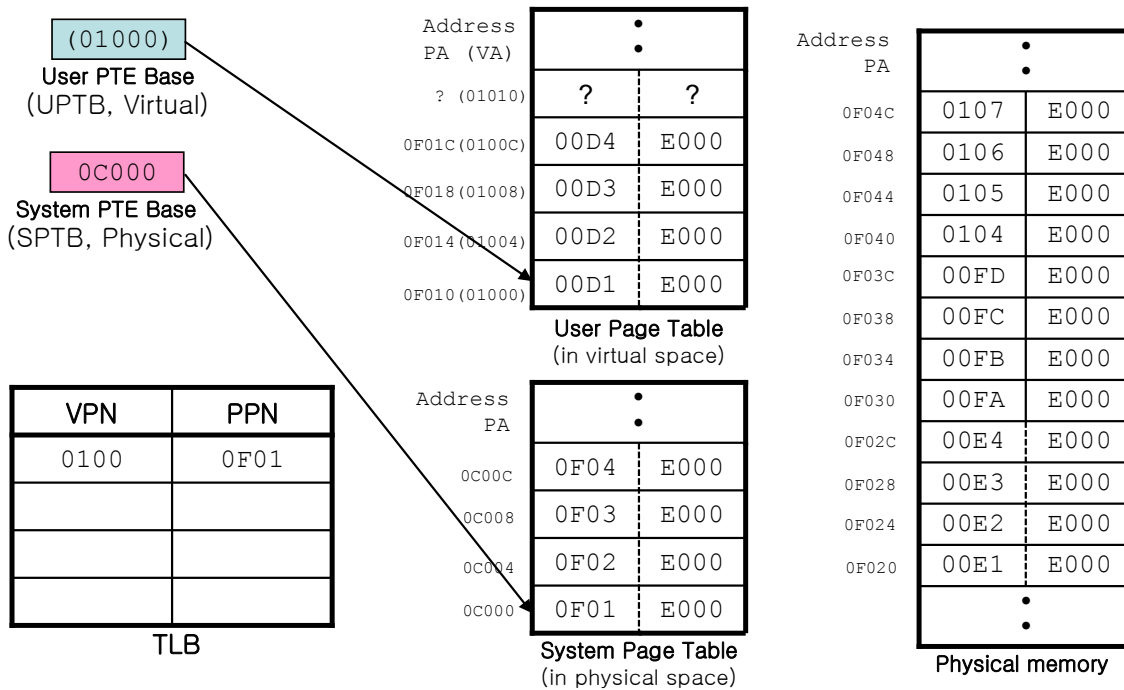 (01000)
User PTE Base
(UPTB, Virtual)
0C000
System PTE Base
(SPTB, Physical)
VPN PPN
0100 0F01
TLB
Address
PA (VA)
? (01010) ? ?
0F01C(0100C) 00D4 E000
0F018(01008) 00D3 E000
0F014(01004) 00D2 E000
0F010(01000) 00D1 E000
User Page Table
(in virtual space)
Address
PA
0C00C 0F04 E000
0C008 0F03 E000
0C004 0F02 E000
0C000 0F01 E000
System Page Table
(in physical space)
Address
PA
0F04C 0107 E000
0F048 0106 E000
0F044 0105 E000
0F040 0104 E000
0F03C 00FD E000
0F038 00FC E000
0F034 00FB E000
0F030 00FA E000
0F02C 00E4 E000
0F028 00E3 E000
0F024 00E2 E000
0F020 00E1 E000
Physical memory